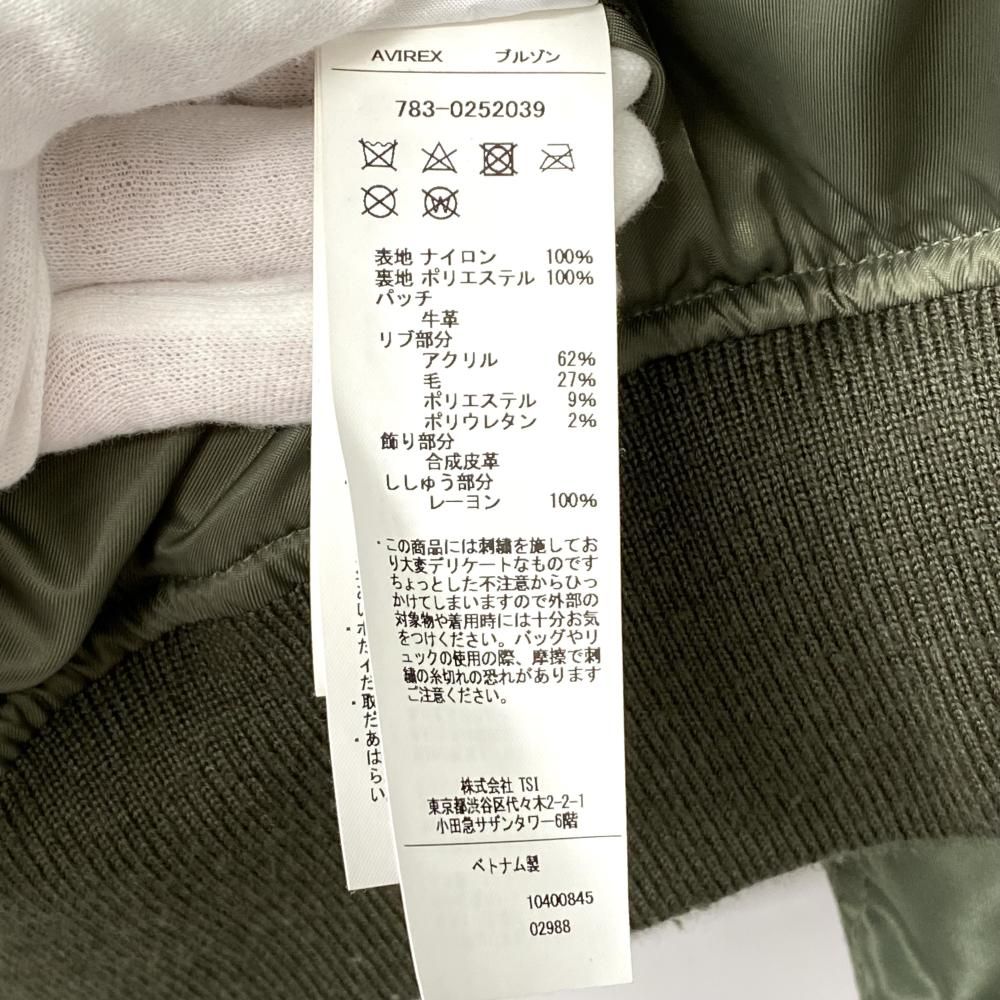 AVIREX ブルゾン
783-0252039
W
表地 ナイロン 100%
裏地 ポリエステル 100%
パッチ
牛革
リブ部分
アクリル 62%
毛 27%
ポリエステル 9%
ポリウレタン 2%
飾り部分
合成皮革
ししゅう部分
レーヨン 100%
・この商品には刺繍を施してお
り大変デリケートなものです
ちょっとした不注意からひっ
かけてしまいますので外部の
対象物や着用時には十分お気
をつけください。バッグやリ
ュックの使用の際、摩擦で刺
繍の糸切れの恐れがあります
ご注意ください。
株式会社 TSI
東京都渋谷区代々木2-2-1
小田急サザンタワー6階
ベトナム製
10400845
02988